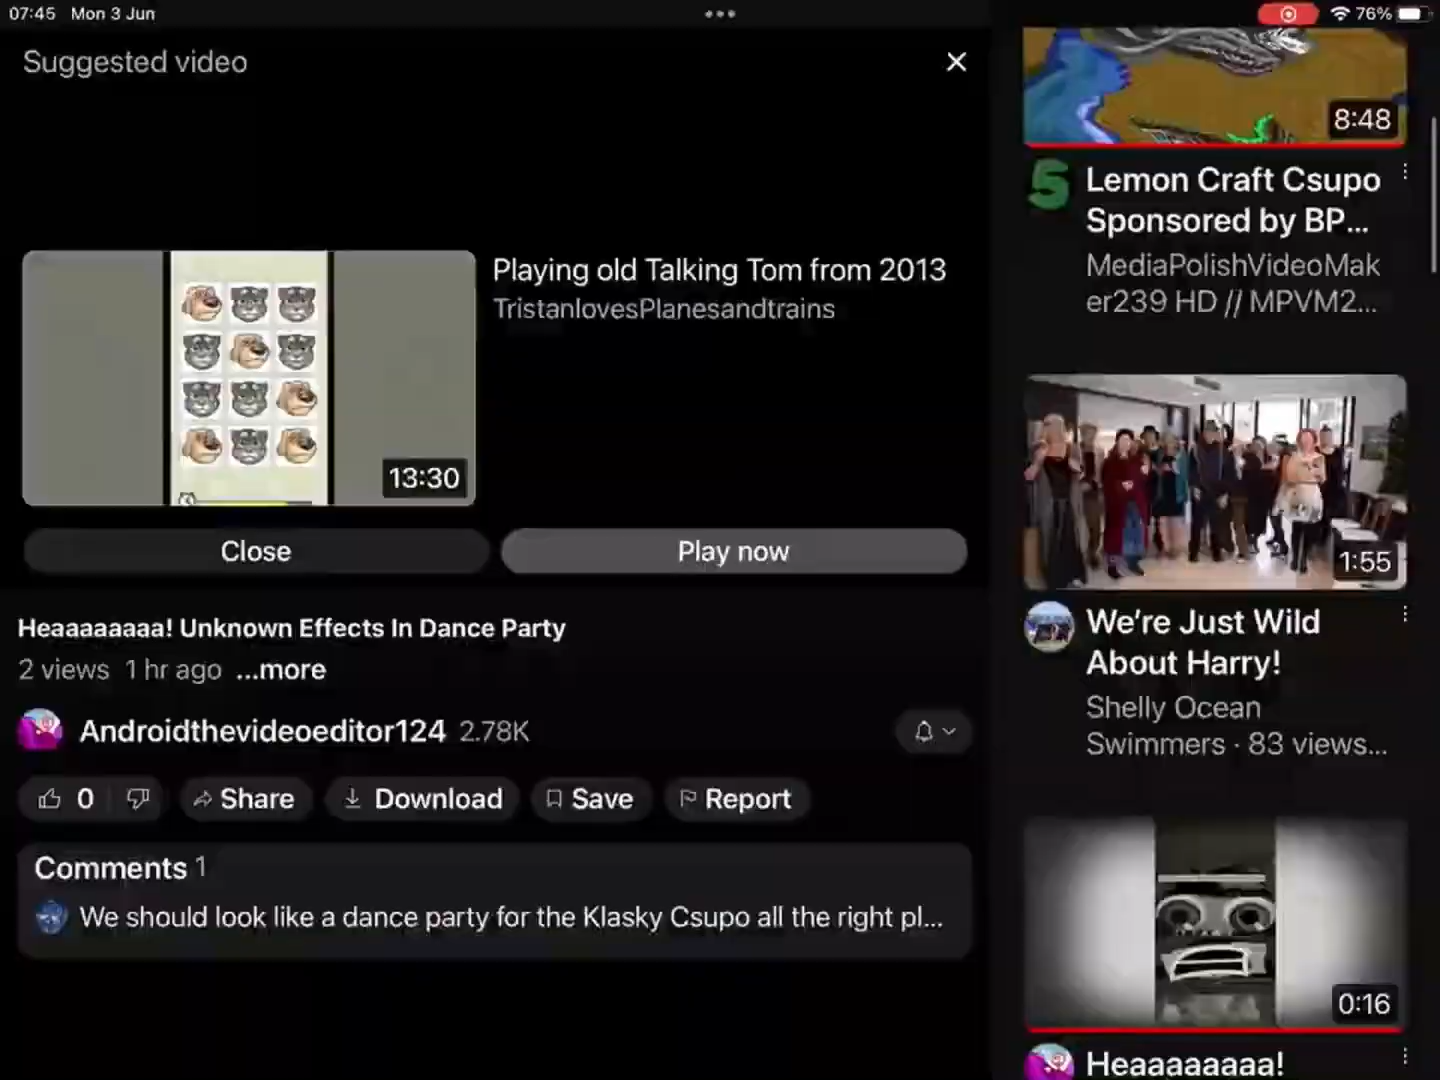 07:45 Mon 3 Jun
76%
Suggested video
Playing old Talking Tom from 2013
TristanlovesPlanesandtrains
13:30
Close
Play now
Heaaaaaaaa! Unknown Effects In Dance Party
2 views 1 hr ago ...more
Androidthevideoeditor124 2.78K
0
Share
Download
Save
Report
Comments 1
We should look like a dance party for the Klasky Csupo all the right pl...
8:48
5
Lemon Craft Csupo
Sponsored by BP...
MediaPolishVideoMak
er239 HD // MPVM2...
1:55
We're Just Wild
About Harry!
Shelly Ocean
Swimmers · 83 views...
0:16
Heaaaaaaaa!